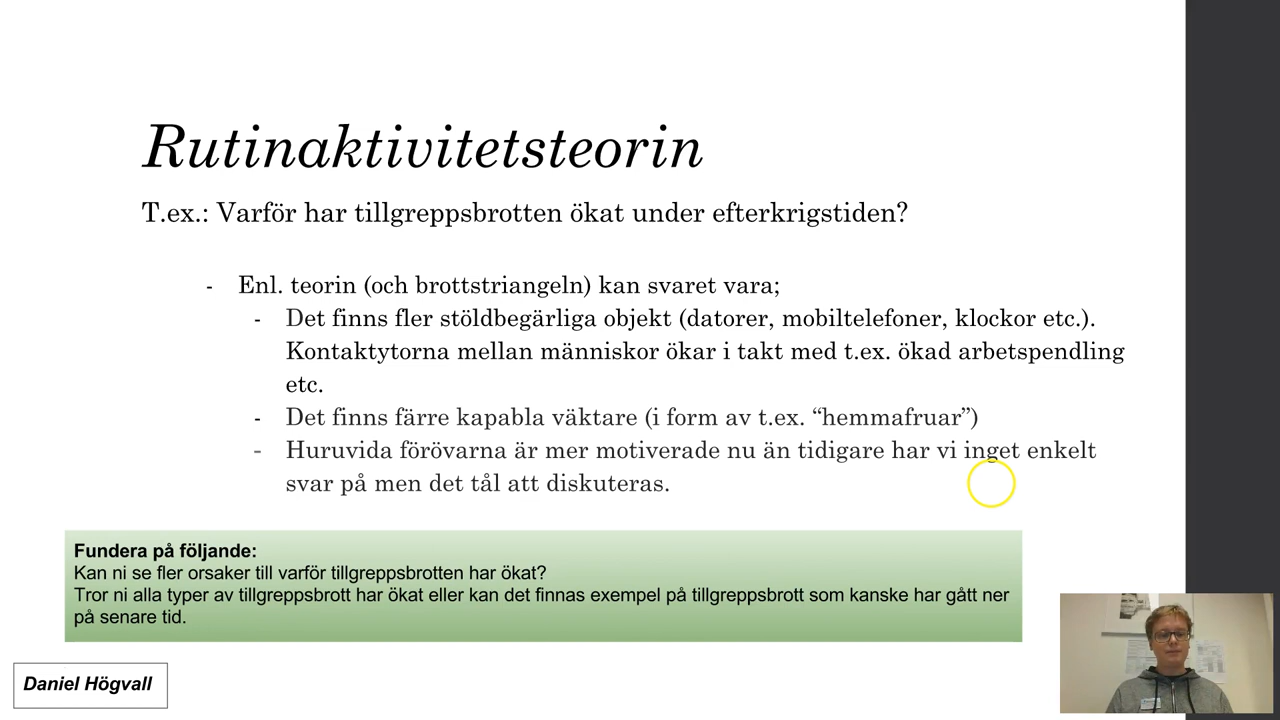 Rutinaktivitetsteorin
T.ex.: Varför har tillgreppsbrotten ökat under efterkrigstiden?
- Enl. teorin (och brottstriangeln) kan svaret vara;
- Det finns fler stöldbegärliga objekt (datorer, mobiltelefoner, klockor etc.).
Kontaktytorna mellan människor ökar i takt med t.ex. ökad arbetspendling
etc.
- Det finns färre kapabla väktare (i form av t.ex. “hemmafruar”)
- Huruvida förövarna är mer motiverade nu än tidigare har vi inget enkelt
svar på men det tål att diskuteras.
Fundera på följande:
Kan ni se fler orsaker till varför tillgreppsbrotten har ökat?
Tror ni alla typer av tillgreppsbrott har ökat eller kan det finnas exempel på tillgreppsbrott som kanske har gått ner
på senare tid.
Daniel Högvall